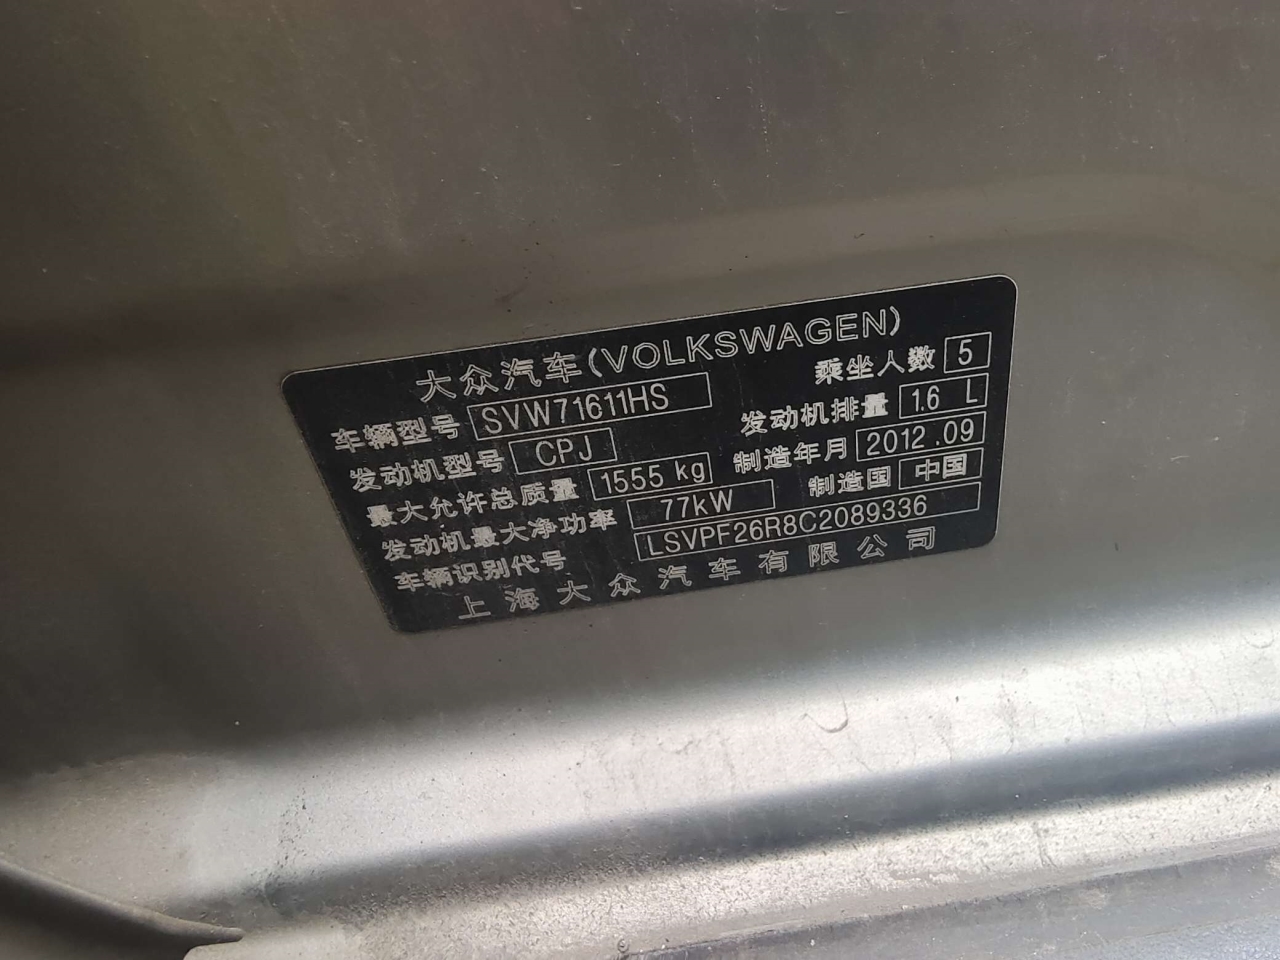 大众汽车(VOLKSWAGEN)
车辆型号 SVW71611HS 乘坐人数 5
发动机型号 CPJ 发动机排量 1.6 L
最大允许总质量 1555 kg 制造年月 2012.09
发动机最大净功率 77kW 制造国 中国
车辆识别代号 LSVPF26R8C2089336
上海大众汽车有限公司